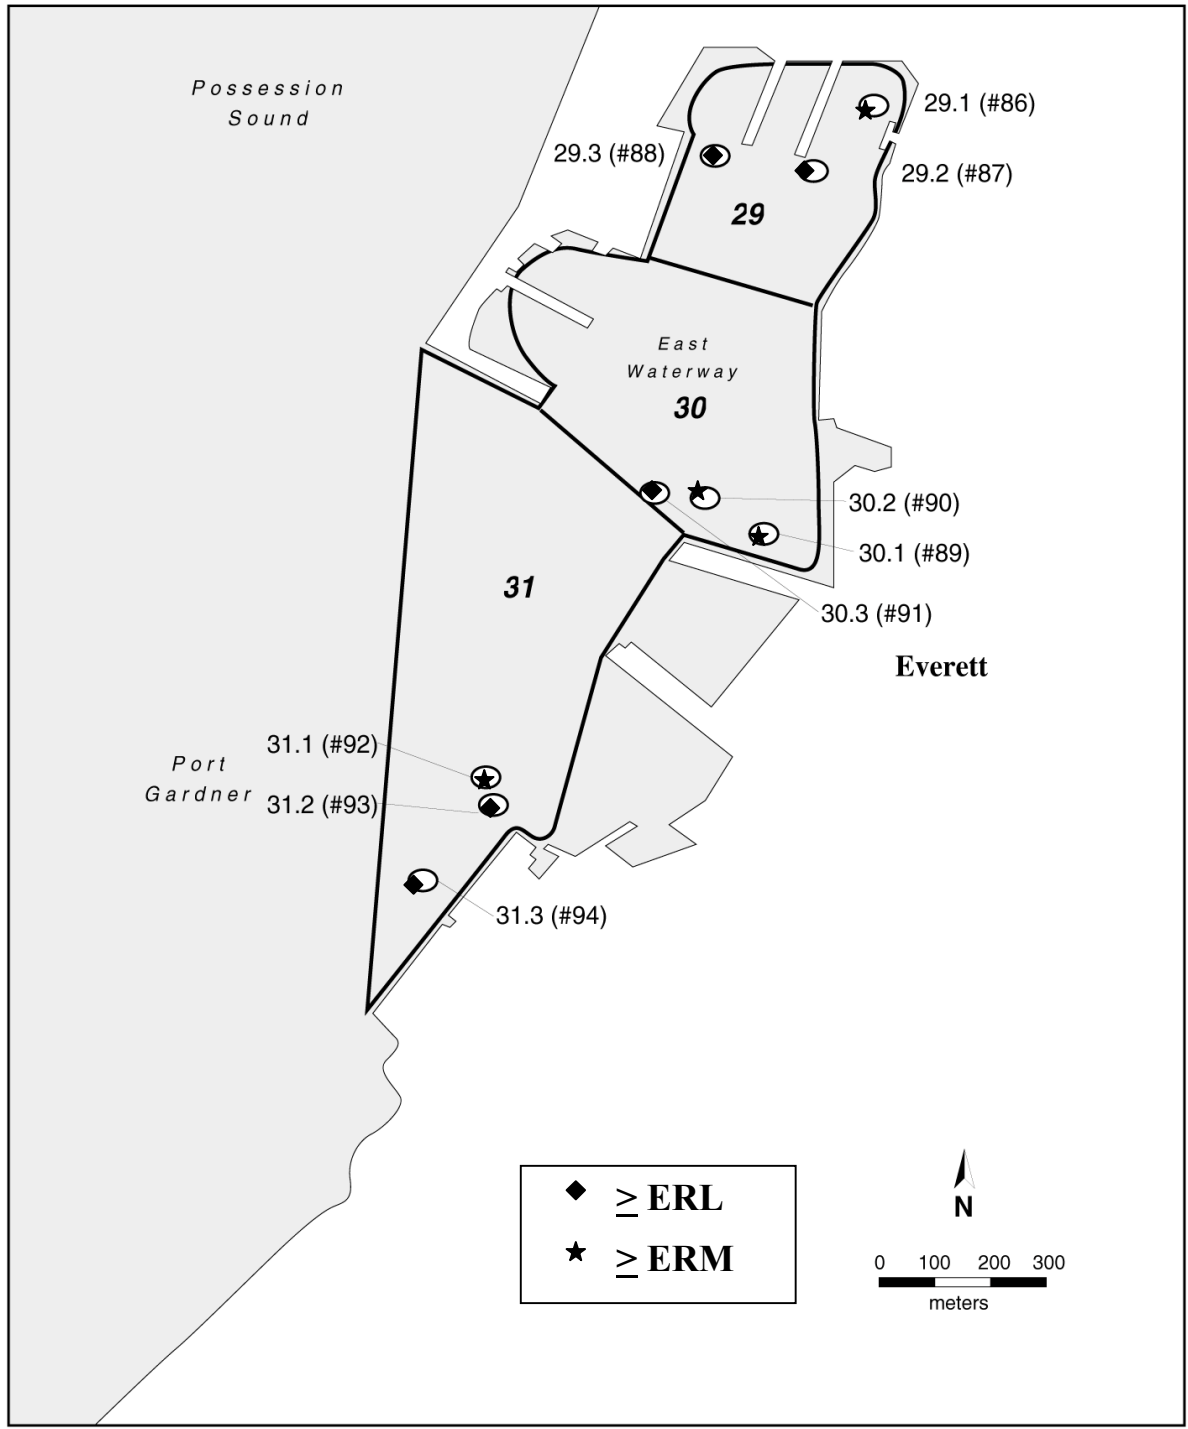 Possession
Sound
29.1 (#86)
29.3 (#88)
29.2 (#87)
29
East
Waterway
30
30.2 (#90)
30.1 (#89)
31
30.3 (#91)
Everett
31.1 (#92)
Port
Gardner
31.2 (#93)
31.3 (#94)
≥ ERL
≥ ERM
N
0 100 200 300
meters